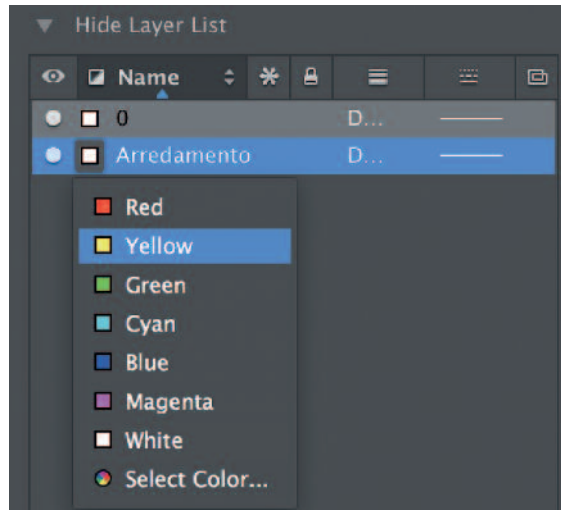 Hide Layer List
Name
0 D...
Arredamento D...
Red
Yellow
Green
Cyan
Blue
Magenta
White
Select Color...